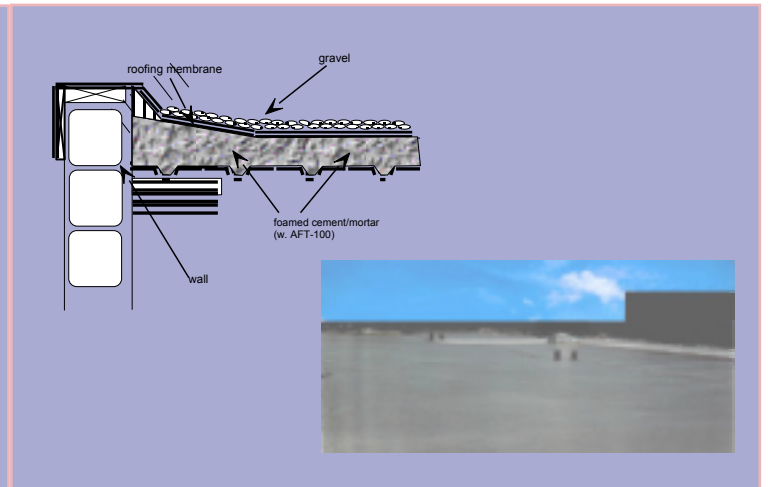 gravel
roofing membrane
foamed cement/mortar
(w. AFT-100)
wall